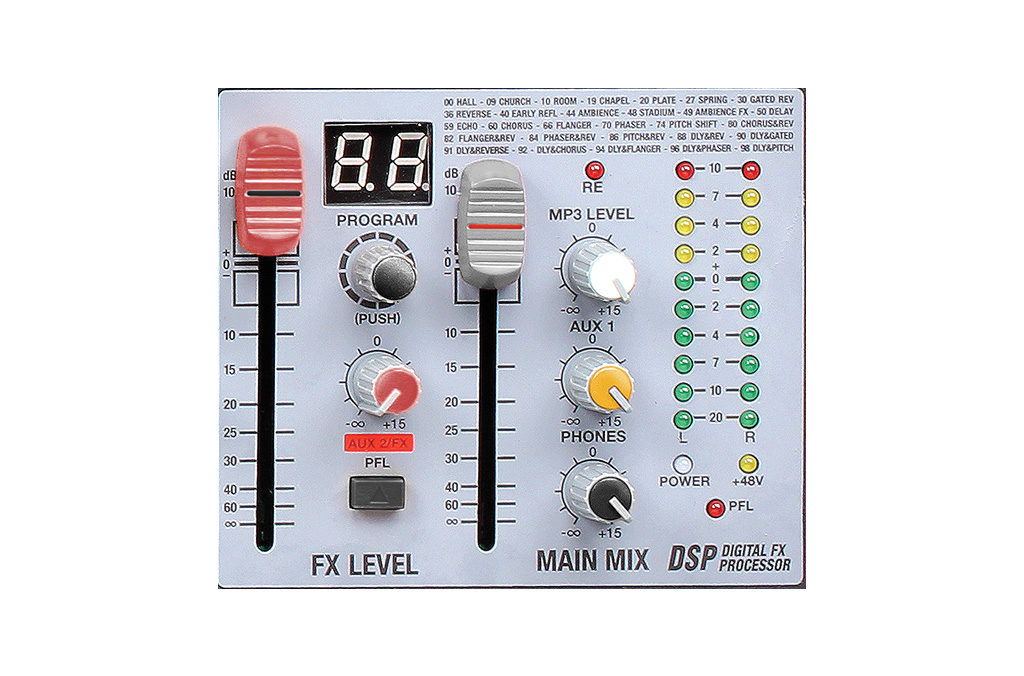 00 HALL - 09 CHURCH - 10 ROOM - 19 CHAPEL - 20 PLATE - 27 SPRING - 30 GATED REV
36 REVERSE - 40 EARLY REFL - 44 AMBIENCE - 48 STADIUM - 49 AMBIENCE FX - 50 DELAY
59 ECHO - 60 CHORUS - 66 FLANGER - 70 PHASER - 74 PITCH SHIFT - 80 CHORUS&REV
82 FLANGER&REV - 84 PHASER&REV - 86 PITCH&REV - 88 DLY&REV - 90 DLY&GATED
91 DLY&REVERSE - 92 - DLY&CHORUS - 94 DLY&FLANGER - 96 DLY&PHASER - 98 DLY&PITCH
8.8.
dB
10
+
0
−
10
15
20
25
30
40
60
∞
FX LEVEL
PROGRAM
(PUSH)
0
-∞ +15
AUX 2/FX
PFL
dB
10
+
0
−
10
15
20
25
30
40
60
∞
MAIN MIX
RE
MP3 LEVEL
0
-∞ +15
AUX 1
0
-∞ +15
PHONES
0
-∞ +15
10
7
4
2
+
0
−
2
4
7
10
20
L R
POWER +48V
PFL
DSP DIGITAL FX
PROCESSOR